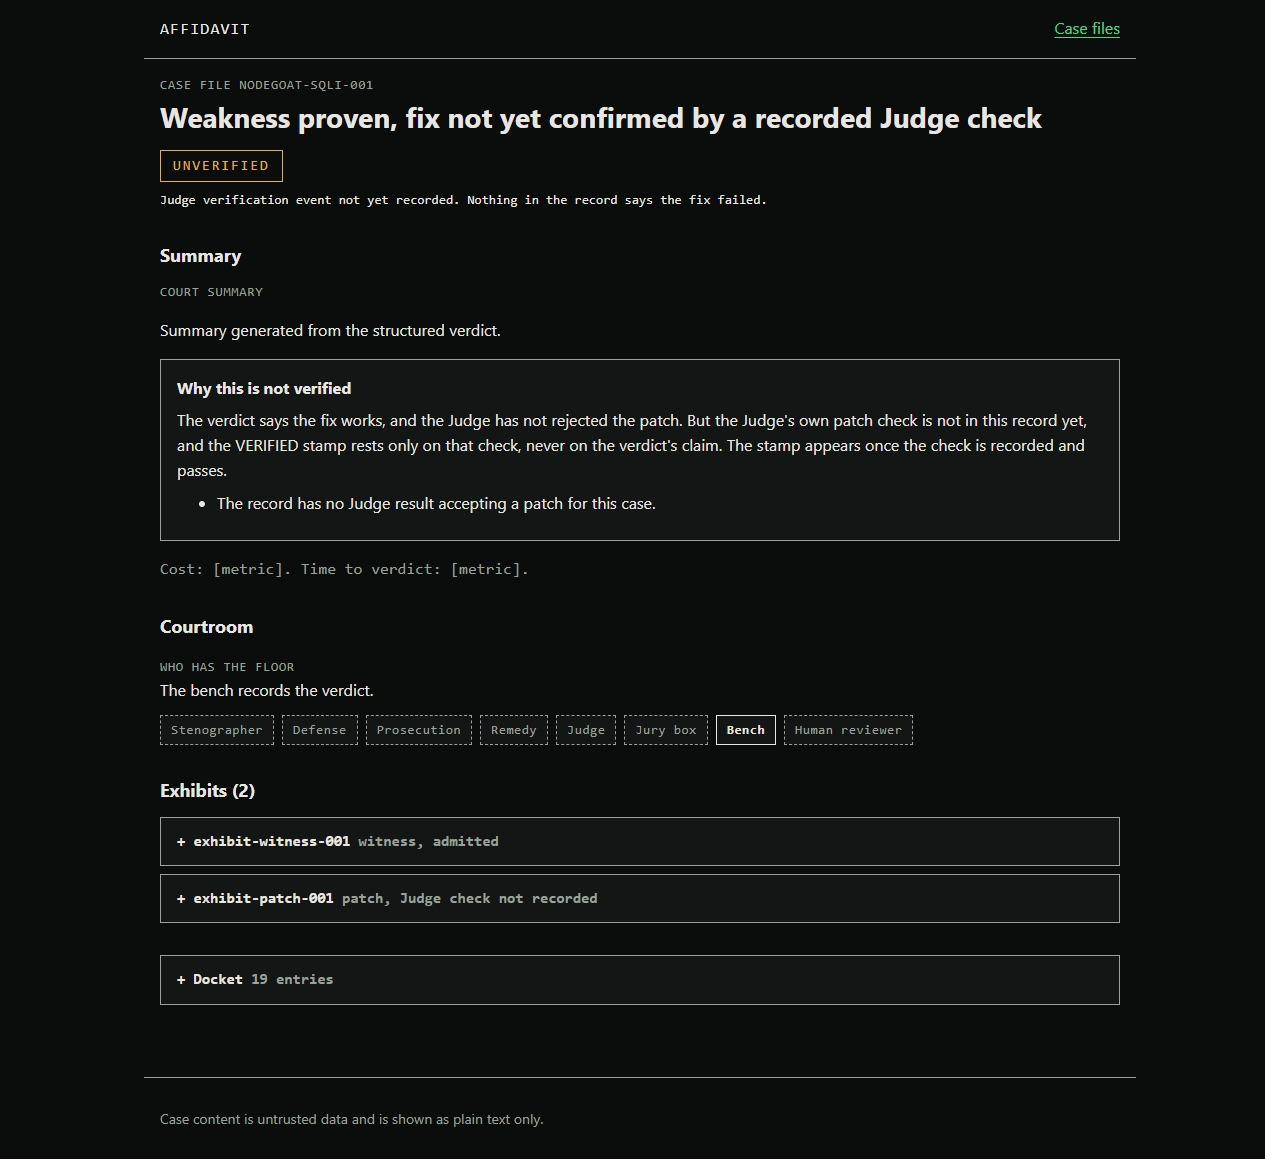 AFFIDAVIT
Case files
CASE FILE NODEGOAT-SQLI-001
Weakness proven, fix not yet confirmed by a recorded Judge check
UNVERIFIED
Judge verification event not yet recorded. Nothing in the record says the fix failed.
Summary
COURT SUMMARY
Summary generated from the structured verdict.
Why this is not verified
The verdict says the fix works, and the Judge has not rejected the patch. But the Judge's own patch check is not in this record yet,
and the VERIFIED stamp rests only on that check, never on the verdict's claim. The stamp appears once the check is recorded and
passes.
• The record has no Judge result accepting a patch for this case.
Cost: [metric]. Time to verdict: [metric].
Courtroom
WHO HAS THE FLOOR
The bench records the verdict.
Stenographer Defense Prosecution Remedy Judge Jury box Bench Human reviewer
Exhibits (2)
+ exhibit-witness-001 witness, admitted
+ exhibit-patch-001 patch, Judge check not recorded
+ Docket 19 entries
Case content is untrusted data and is shown as plain text only.